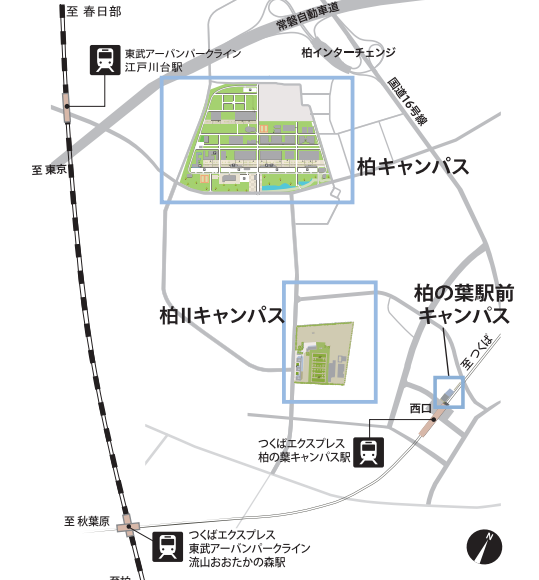 至 春日部
常磐自動車道
東武アーバンパークライン
江戸川台駅
柏インターチェンジ
国道16号線
至 東京
柏キャンパス
柏の葉駅前
キャンパス
柏IIキャンパス
至 つくば
西口
つくばエクスプレス
柏の葉キャンパス駅
至 秋葉原
つくばエクスプレス
東武アーバンパークライン
流山おおたかの森駅
N
至柏